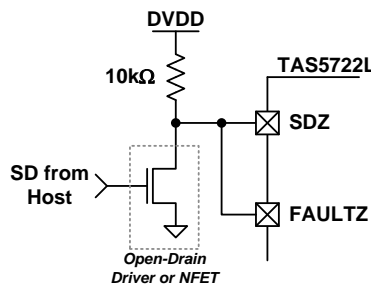 DVDD
10kΩ
TAS5722L
SDZ
SD from
Host
FAULTZ
Open-Drain
Driver or NFET